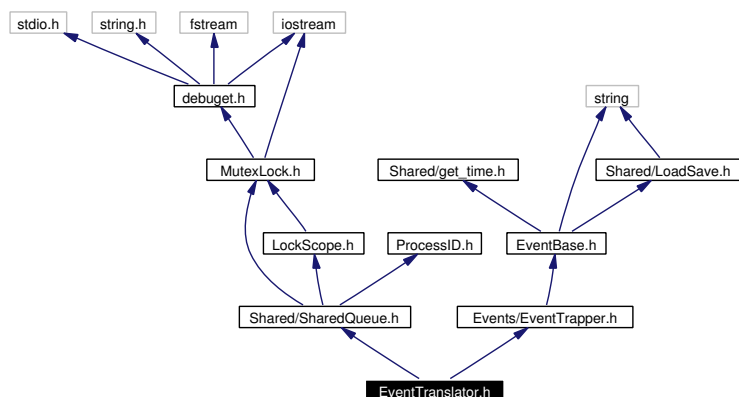 stdio.h
string.h
fstream
iostream
debuget.h
string
MutexLock.h
Shared/get_time.h
Shared/LoadSave.h
LockScope.h
ProcessID.h
EventBase.h
Shared/SharedQueue.h
Events/EventTrapper.h
EventTranslator.h